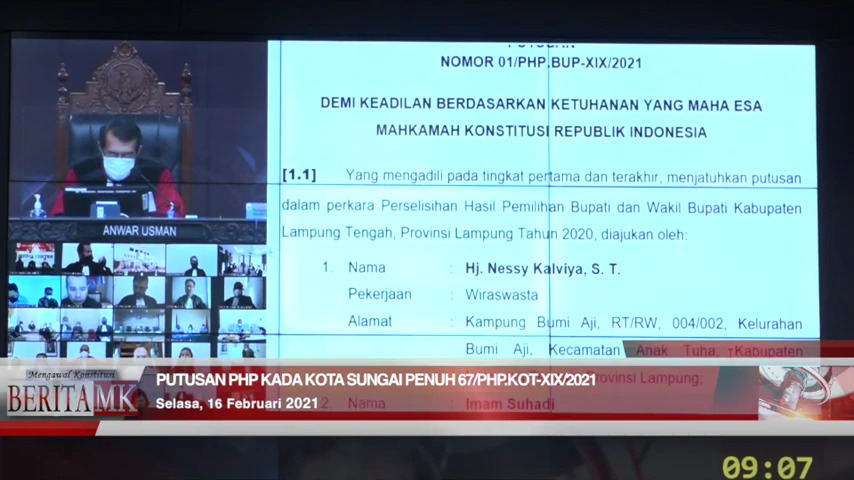 PUTUSAN
NOMOR 01/PHP.BUP-XIX/2021
DEMI KEADILAN BERDASARKAN KETUHANAN YANG MAHA ESA
MAHKAMAH KONSTITUSI REPUBLIK INDONESIA
[1.1] Yang mengadili pada tingkat pertama dan terakhir, menjatuhkan putusan
dalam perkara Perselisihan Hasil Pemilihan Bupati dan Wakil Bupati Kabupaten
Lampung Tengah, Provinsi Lampung Tahun 2020, diajukan oleh:
1. Nama : Hj. Nessy Kalviya, S. T.
Pekerjaan : Wiraswasta
Alamat : Kampung Bumi Aji, RT/RW, 004/002, Kelurahan
Bumi Aji, Kecamatan Anak Tuha, Kabupaten
Provinsi Lampung;
2. Nama : Imam Suhadi
ANWAR USMAN
Mengawal Konstitusi
BERITA MK
PUTUSAN PHP KADA KOTA SUNGAI PENUH 67/PHP.KOT-XIX/2021
Selasa, 16 Februari 2021
09:07